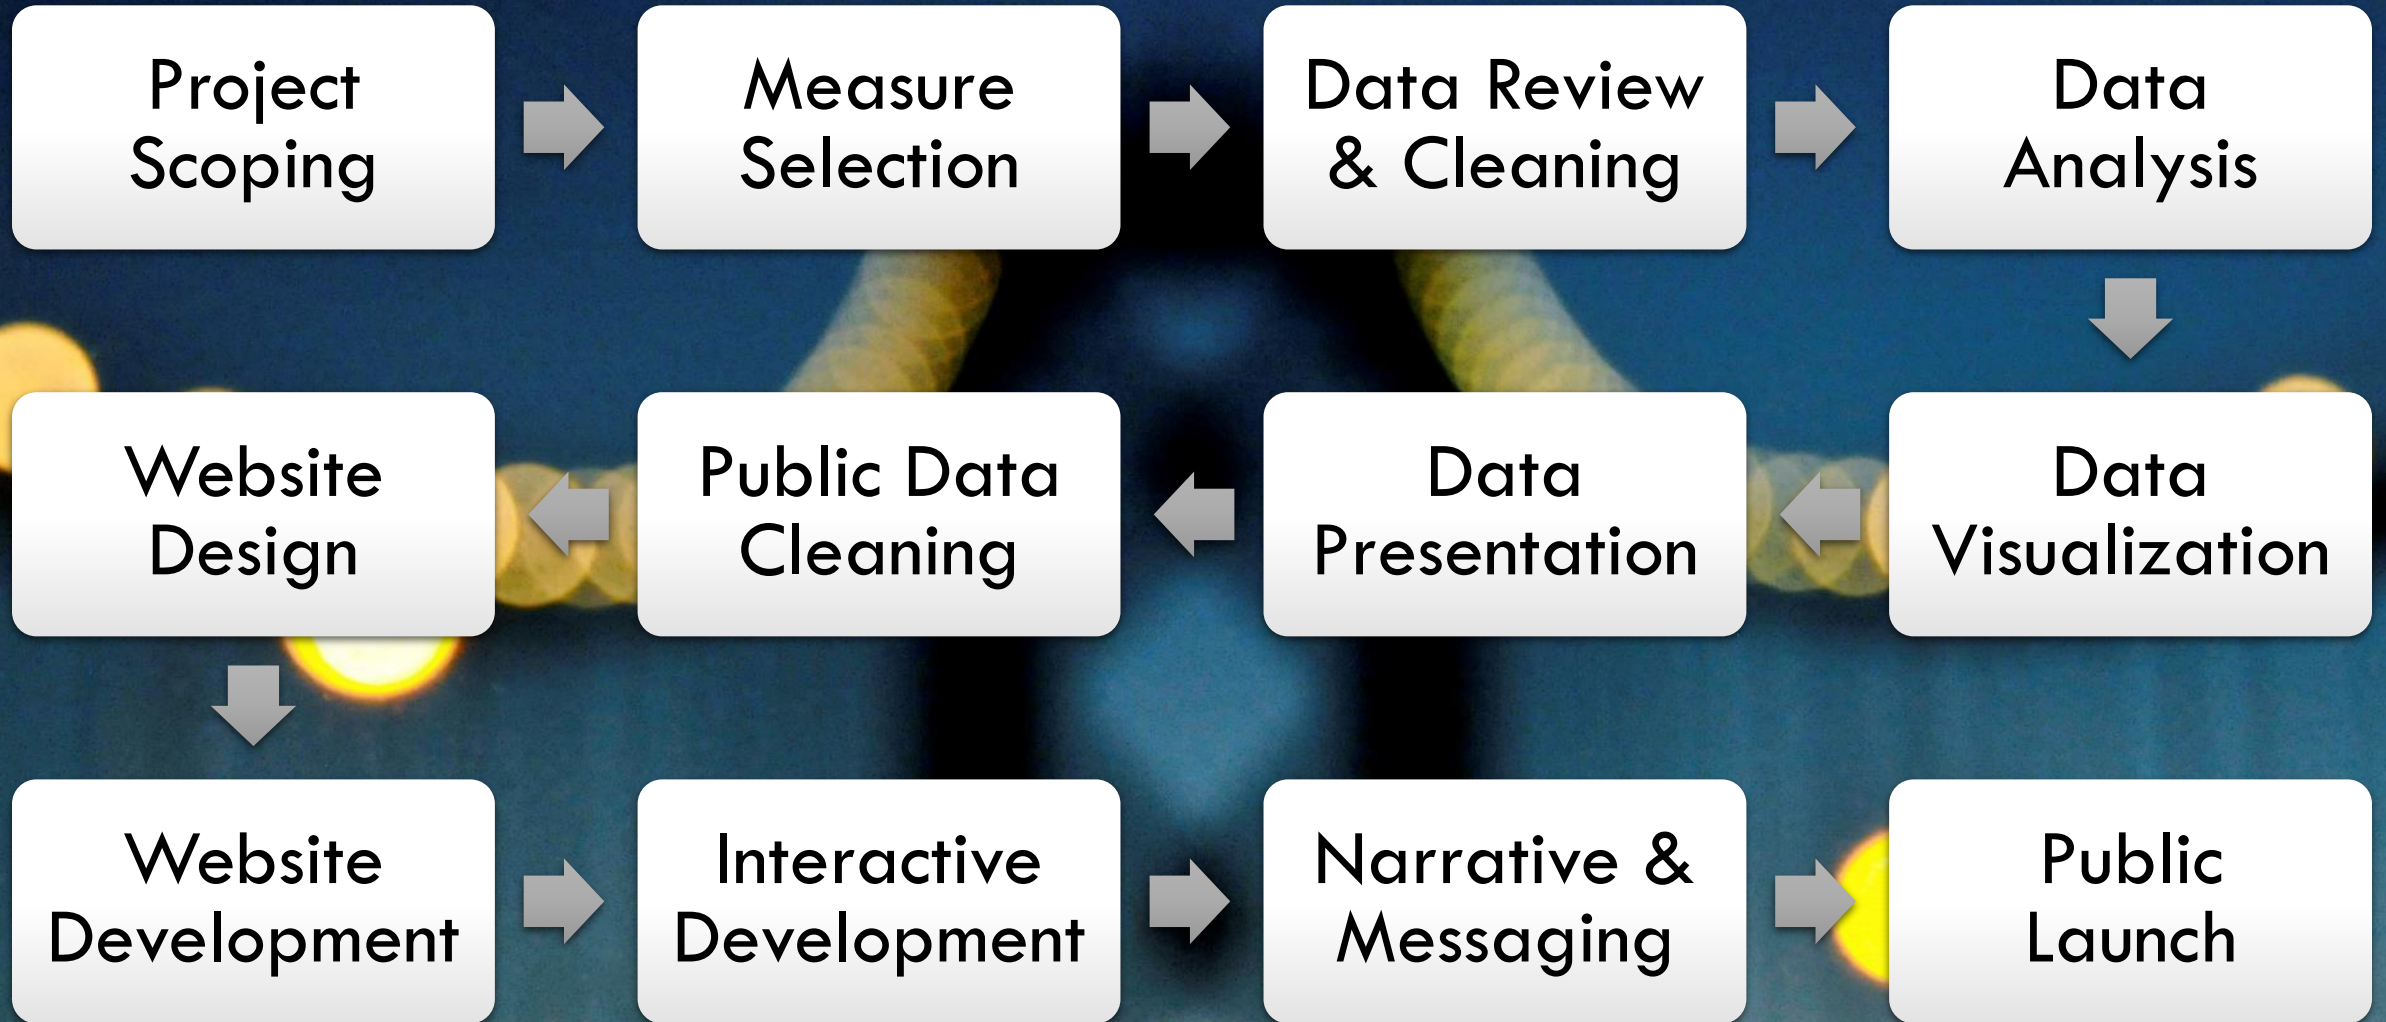 Project
Scoping
Measure
Selection
Data Review
& Cleaning
Data
Analysis
Data
Visualization
Data
Presentation
Public Data
Cleaning
Website
Design
Website
Development
Interactive
Development
Narrative &
Messaging
Public
Launch